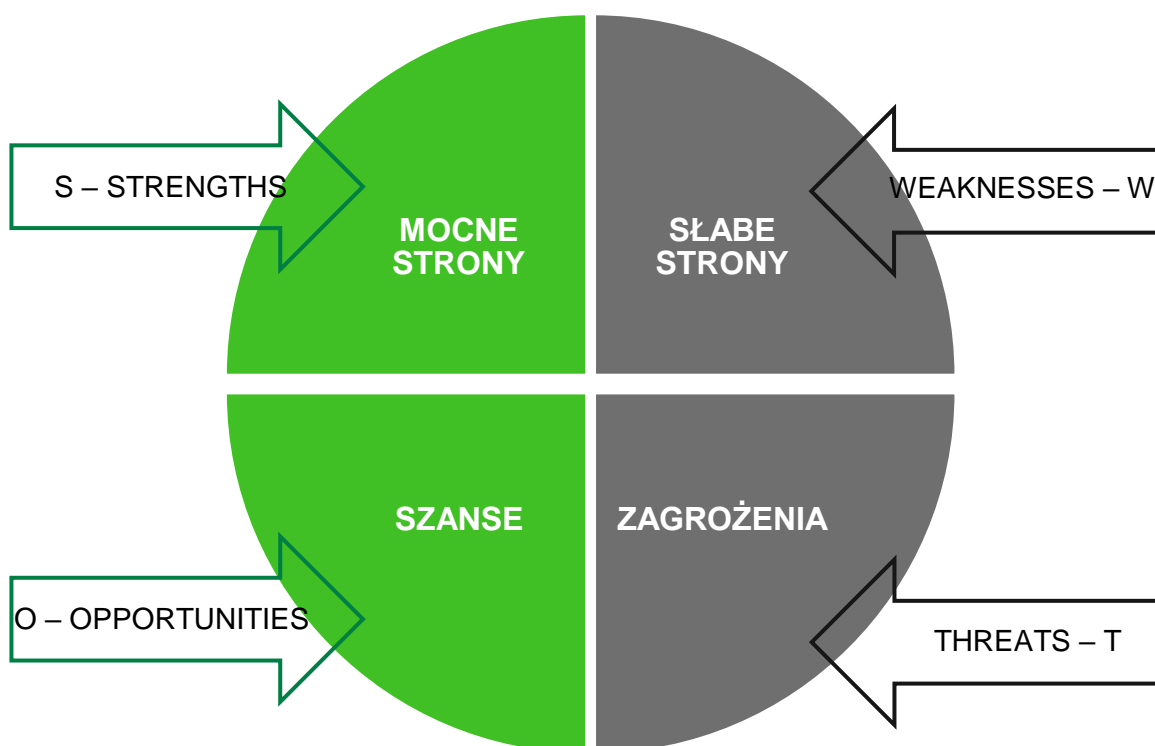 S – STRENGTHS
WEAKNESSES – W
MOCNE
STRONY
SŁABE
STRONY
SZANSE
ZAGROŻENIA
O – OPPORTUNITIES
THREATS – T